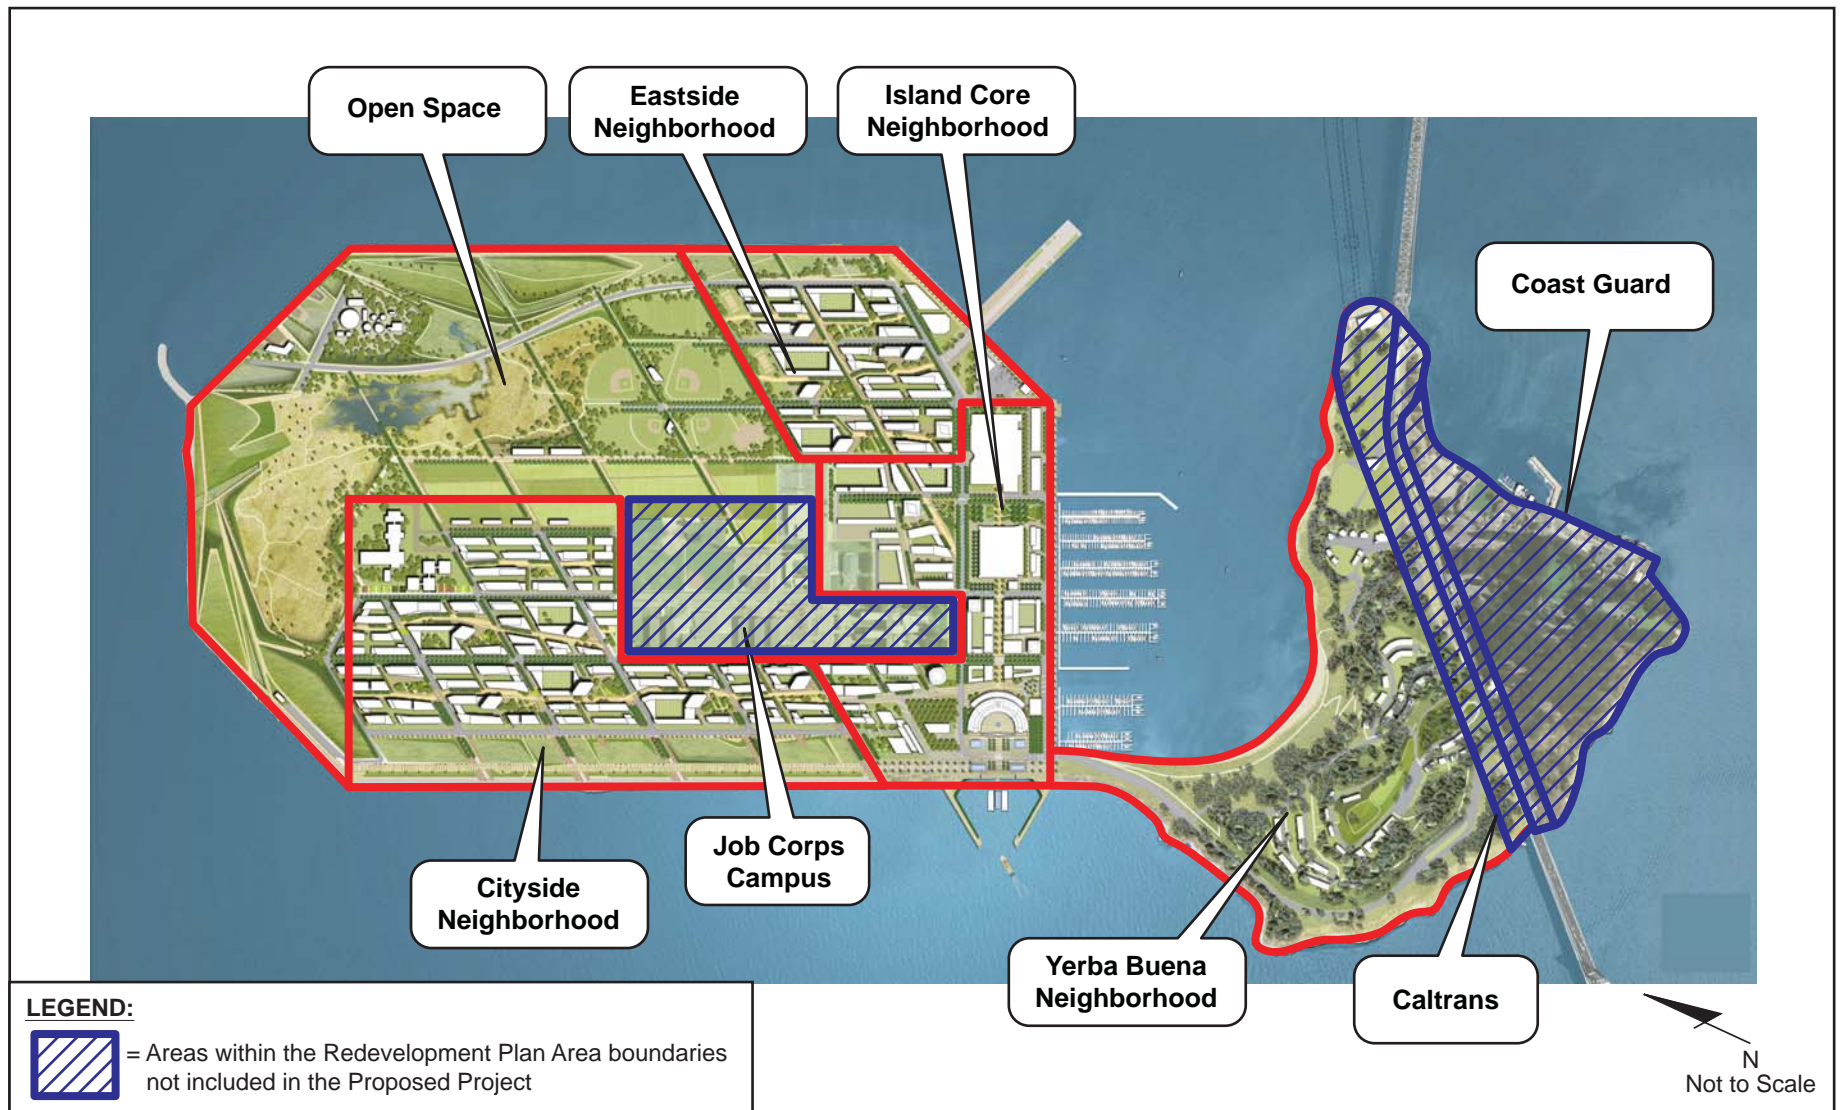 Open Space
Eastside
Neighborhood
Island Core
Neighborhood
Coast Guard
Cityside
Neighborhood
Job Corps
Campus
Yerba Buena
Neighborhood
Caltrans
LEGEND:
= Areas within the Redevelopment Plan Area boundaries
not included in the Proposed Project
N
Not to Scale